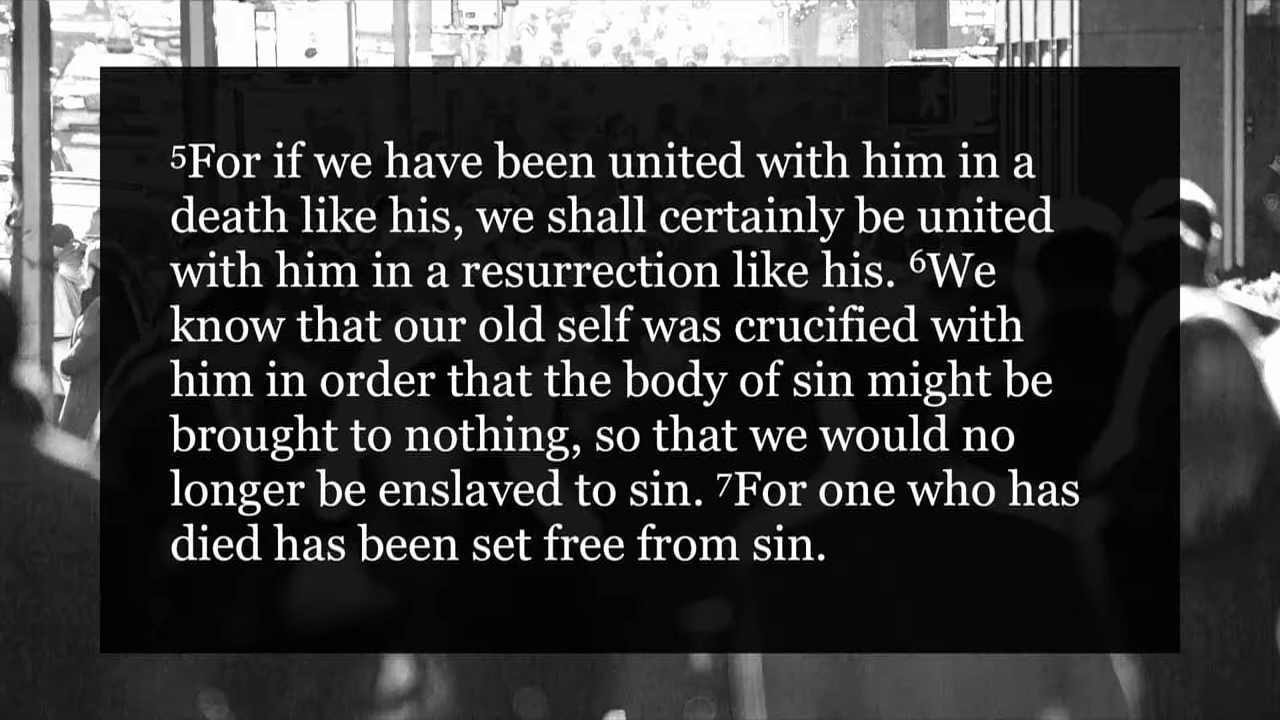 ⁵For if we have been united with him in a
death like his, we shall certainly be united
with him in a resurrection like his. ⁶We
know that our old self was crucified with
him in order that the body of sin might be
brought to nothing, so that we would no
longer be enslaved to sin. ⁷For one who has
died has been set free from sin.